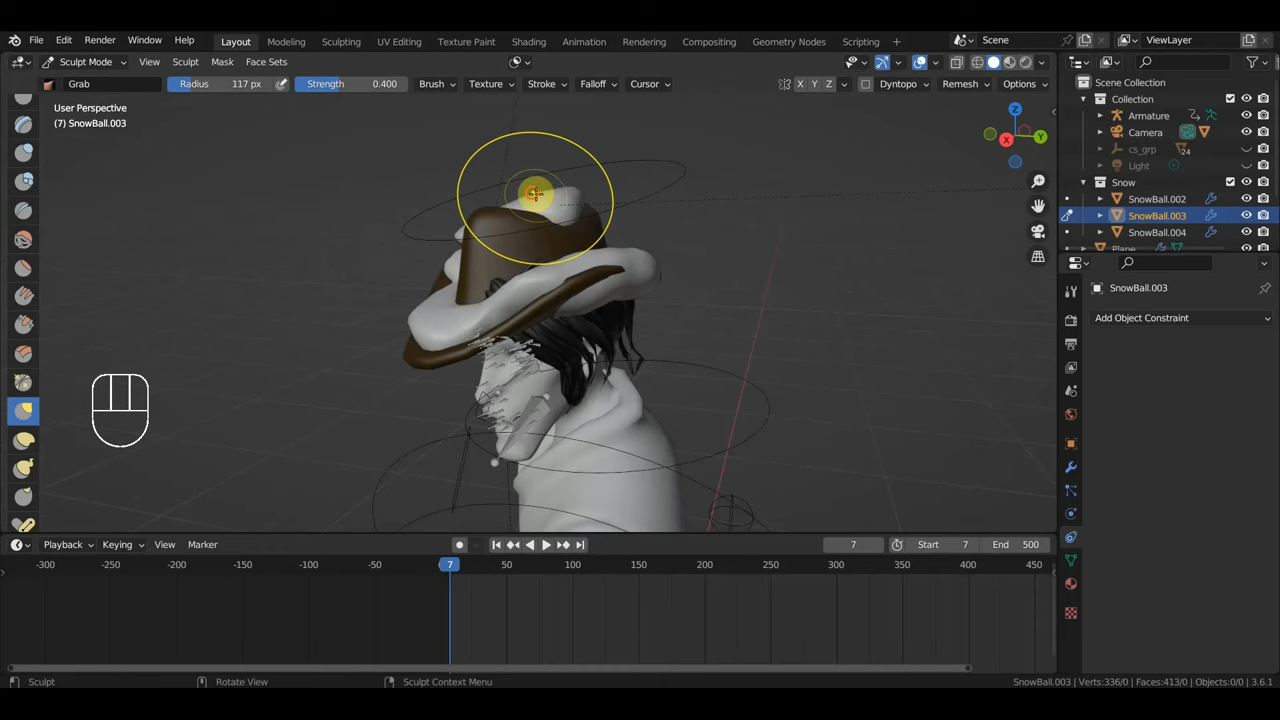 File Edit Render Window Help Layout Modeling Sculpting UV Editing Texture Paint Shading Animation Rendering Compositing Geometry Nodes Scripting + Scene ViewLayer
Sculpt Mode View Sculpt Mask Face Sets
Grab Radius 117 px Strength 0.400 Brush Texture Stroke Falloff Cursor X Y Z Dyntopo Remesh Options
User Perspective
(7) SnowBall.003
Z
Y
X
Scene Collection
Collection
Armature
Camera
cs_grp 24
Light
Snow
SnowBall.002
SnowBall.003
SnowBall.004
Plane
SnowBall.003
Add Object Constraint
Playback Keying View Marker 7 Start 7 End 500
-300 -250 -200 -150 -100 -50 7 50 100 150 200 250 300 350 400 450
Sculpt Rotate View Sculpt Context Menu SnowBall.003 | Verts:336/0 | Faces:413/0 | Objects:0/0 | 3.6.1